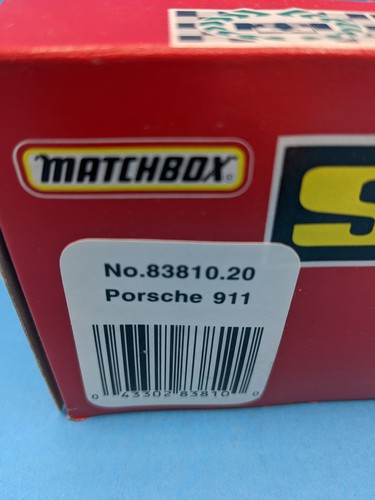 MATCHBOX
S
No.83810.20
Porsche 911
0 43302 83810 0